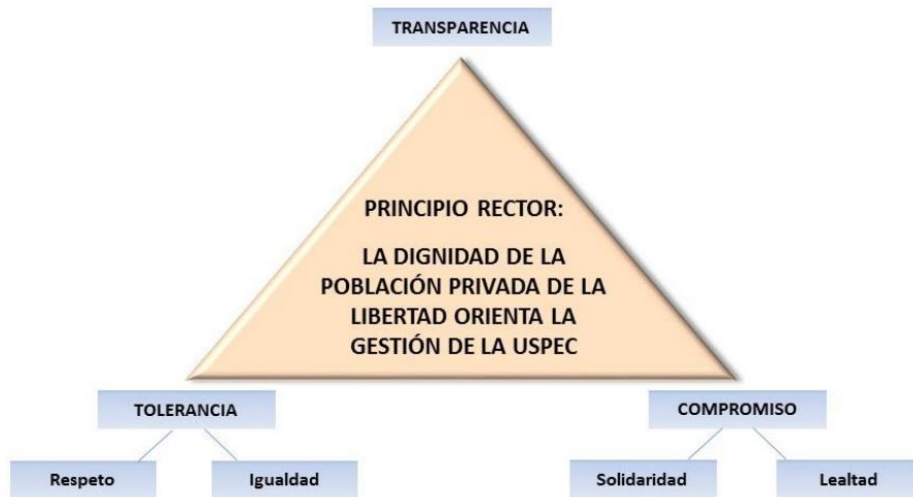 TRANSPARENCIA
PRINCIPIO RECTOR:
LA DIGNIDAD DE LA
POBLACIÓN PRIVADA DE LA
LIBERTAD ORIENTA LA
GESTIÓN DE LA USPEC
TOLERANCIA
COMPROMISO
Respeto
Igualdad
Solidaridad
Lealtad